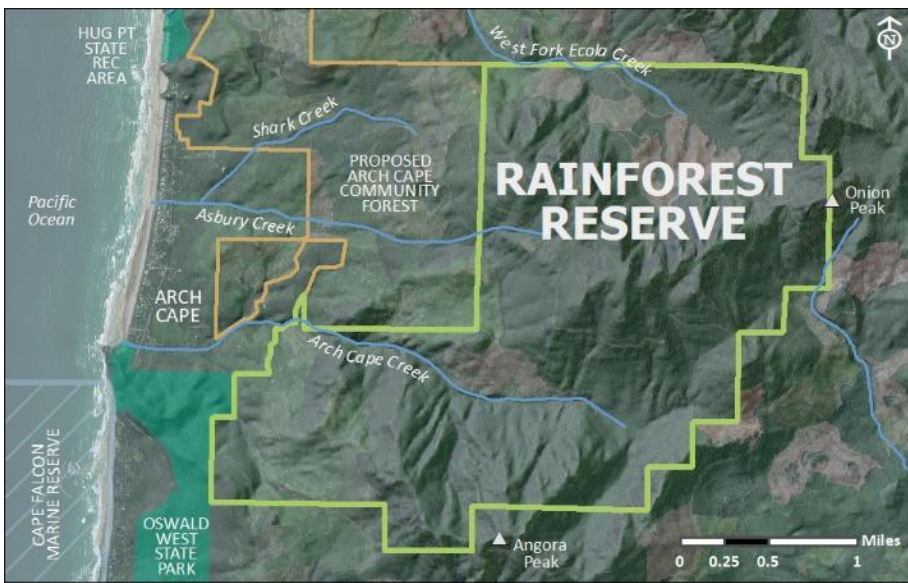 HUG PT
STATE
REC
AREA
West Fork Ecola Creek
N
Shark Creek
PROPOSED
ARCH CAPE
COMMUNITY
FOREST
RAINFOREST
RESERVE
Onion
Peak
Pacific
Ocean
Asbury Creek
ARCH
CAPE
Arch Cape Creek
CAPE FALCON
MARINE RESERVE
OSWALD
WEST
STATE
PARK
Angora
Peak
Miles
0 0.25 0.5 1